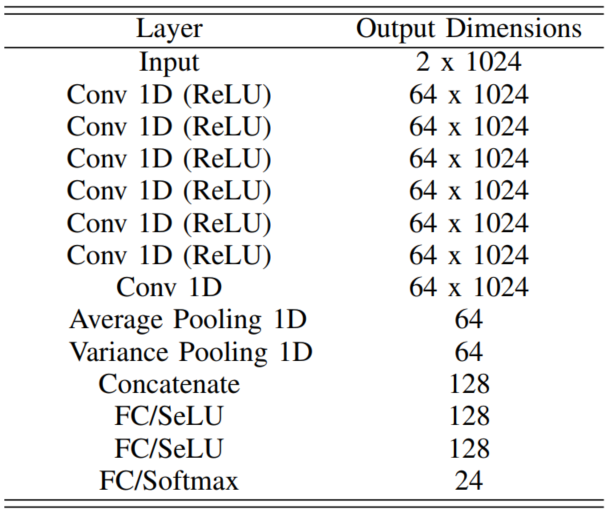 Layer Output Dimensions
Input 2 x 1024
Conv 1D (ReLU) 64 x 1024
Conv 1D (ReLU) 64 x 1024
Conv 1D (ReLU) 64 x 1024
Conv 1D (ReLU) 64 x 1024
Conv 1D (ReLU) 64 x 1024
Conv 1D (ReLU) 64 x 1024
Conv 1D 64 x 1024
Average Pooling 1D 64
Variance Pooling 1D 64
Concatenate 128
FC/SeLU 128
FC/SeLU 128
FC/Softmax 24